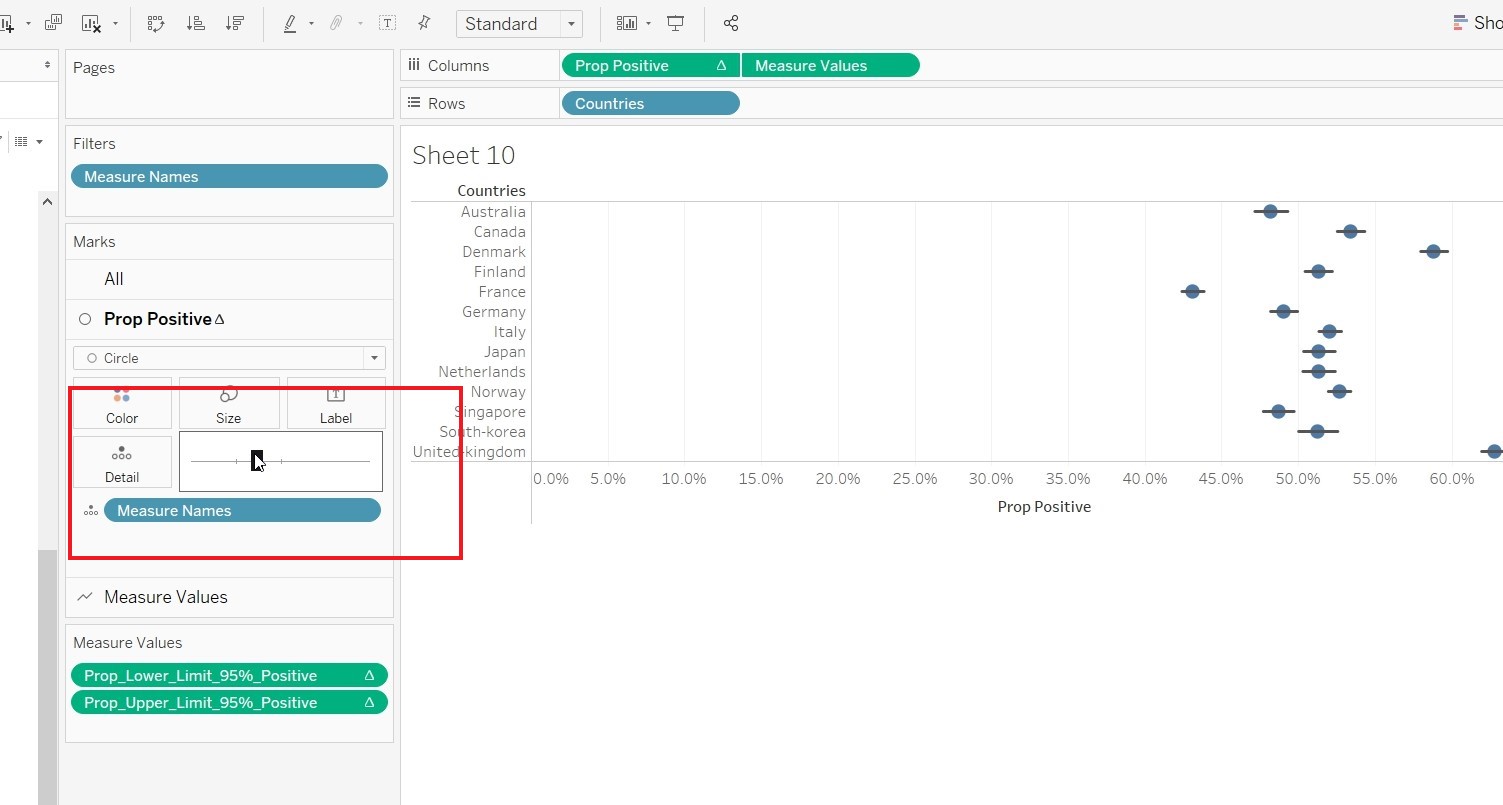 Standard
Sho
Pages
Columns
Prop Positive Δ
Measure Values
Rows
Countries
Filters
Measure Names
Sheet 10
Countries
Australia
Canada
Denmark
Finland
France
Germany
Italy
Japan
Netherlands
Norway
Singapore
South-korea
United-kingdom
0.0% 5.0% 10.0% 15.0% 20.0% 25.0% 30.0% 35.0% 40.0% 45.0% 50.0% 55.0% 60.0%
Prop Positive
Marks
All
Prop Positive Δ
Circle
Color Size Label
Detail
Measure Names
Measure Values
Measure Values
Prop_Lower_Limit_95%_Positive Δ
Prop_Upper_Limit_95%_Positive Δ